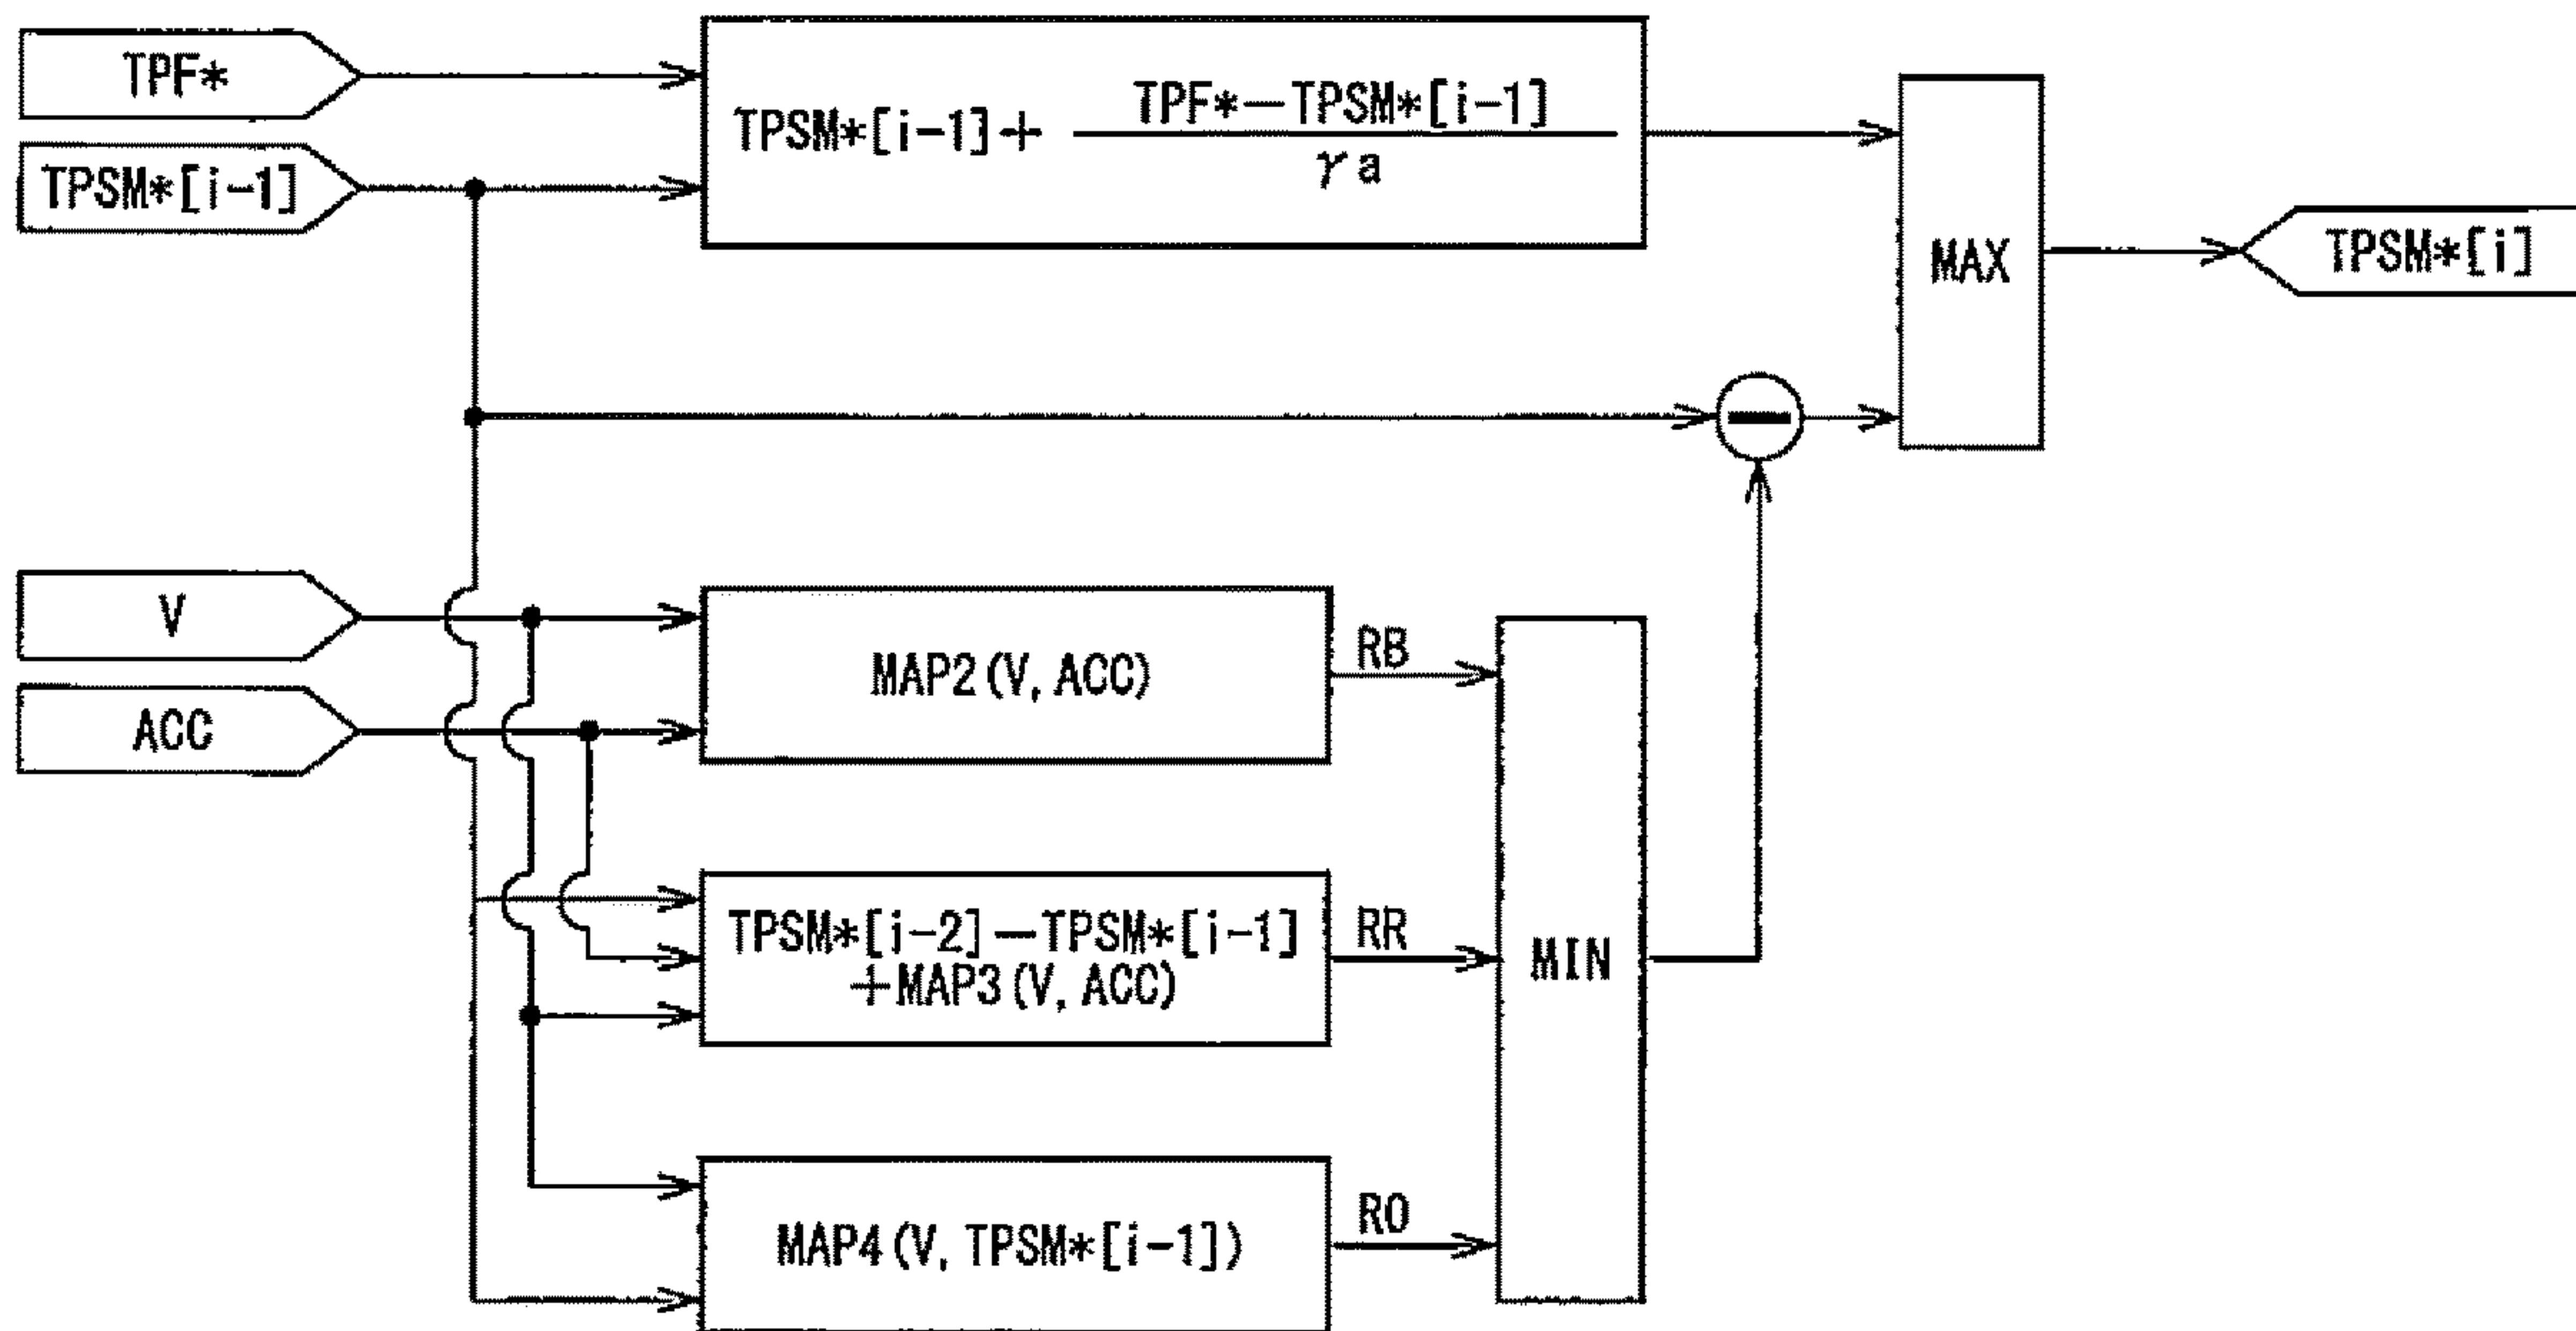 TPF*
TPSM*[i-1]
TPSM*[i-1]+
TPF*-TPSM*[i-1]
γa
MAX
TPSM*[i]
V
ACC
MAP2(V, ACC)
RB
TPSM*[i-2]-TPSM*[i-1]
+MAP3(V, ACC)
RR
MAP4(V, TPSM*[i-1])
RO
MIN